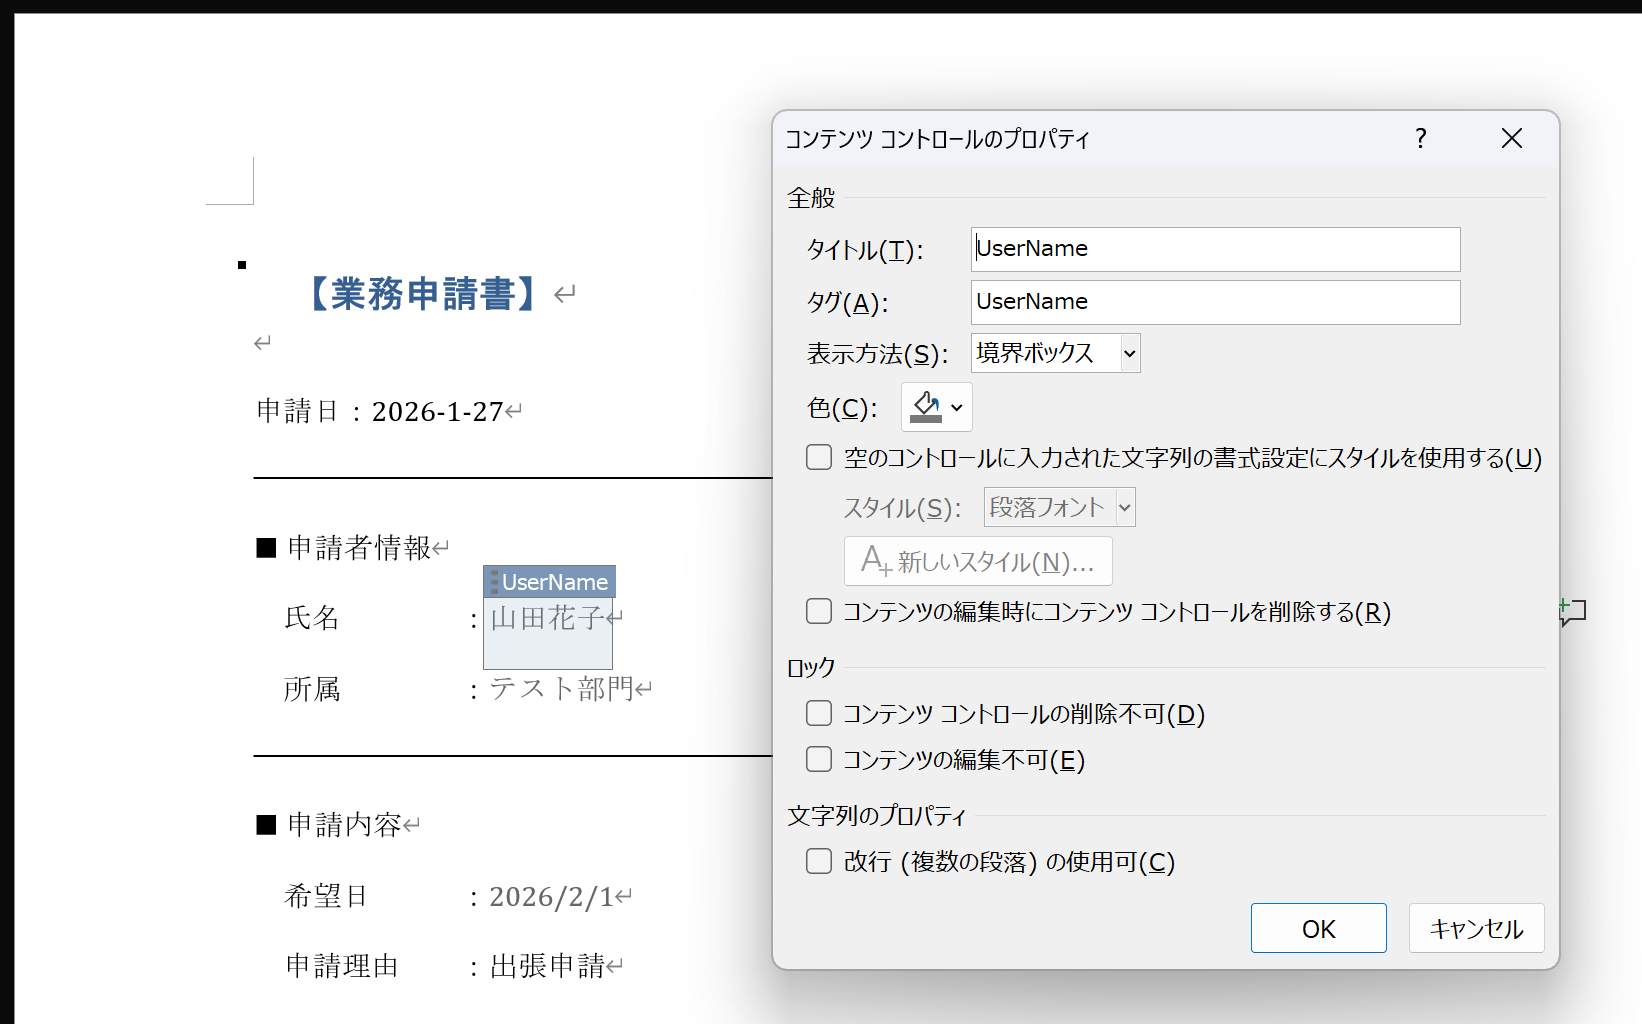 コンテンツ コントロールのプロパティ ?
全般
タイトル(T): UserName
タグ(A): UserName
表示方法(S): 境界ボックス
色(C):
空のコントロールに入力された文字列の書式設定にスタイルを使用する(U)
スタイル(S): 段落フォント
A+ 新しいスタイル(N)...
コンテンツの編集時にコンテンツ コントロールを削除する(R)
ロック
コンテンツ コントロールの削除不可(D)
コンテンツの編集不可(E)
文字列のプロパティ
改行 (複数の段落) の使用可(C)
OK キャンセル
【業務申請書】↵
↵
申請日：2026-1-27↵
■ 申請者情報↵
UserName
氏名 ：山田花子↵
所属 ：テスト部門↵
■ 申請内容↵
希望日 ：2026/2/1↵
申請理由 ：出張申請↵